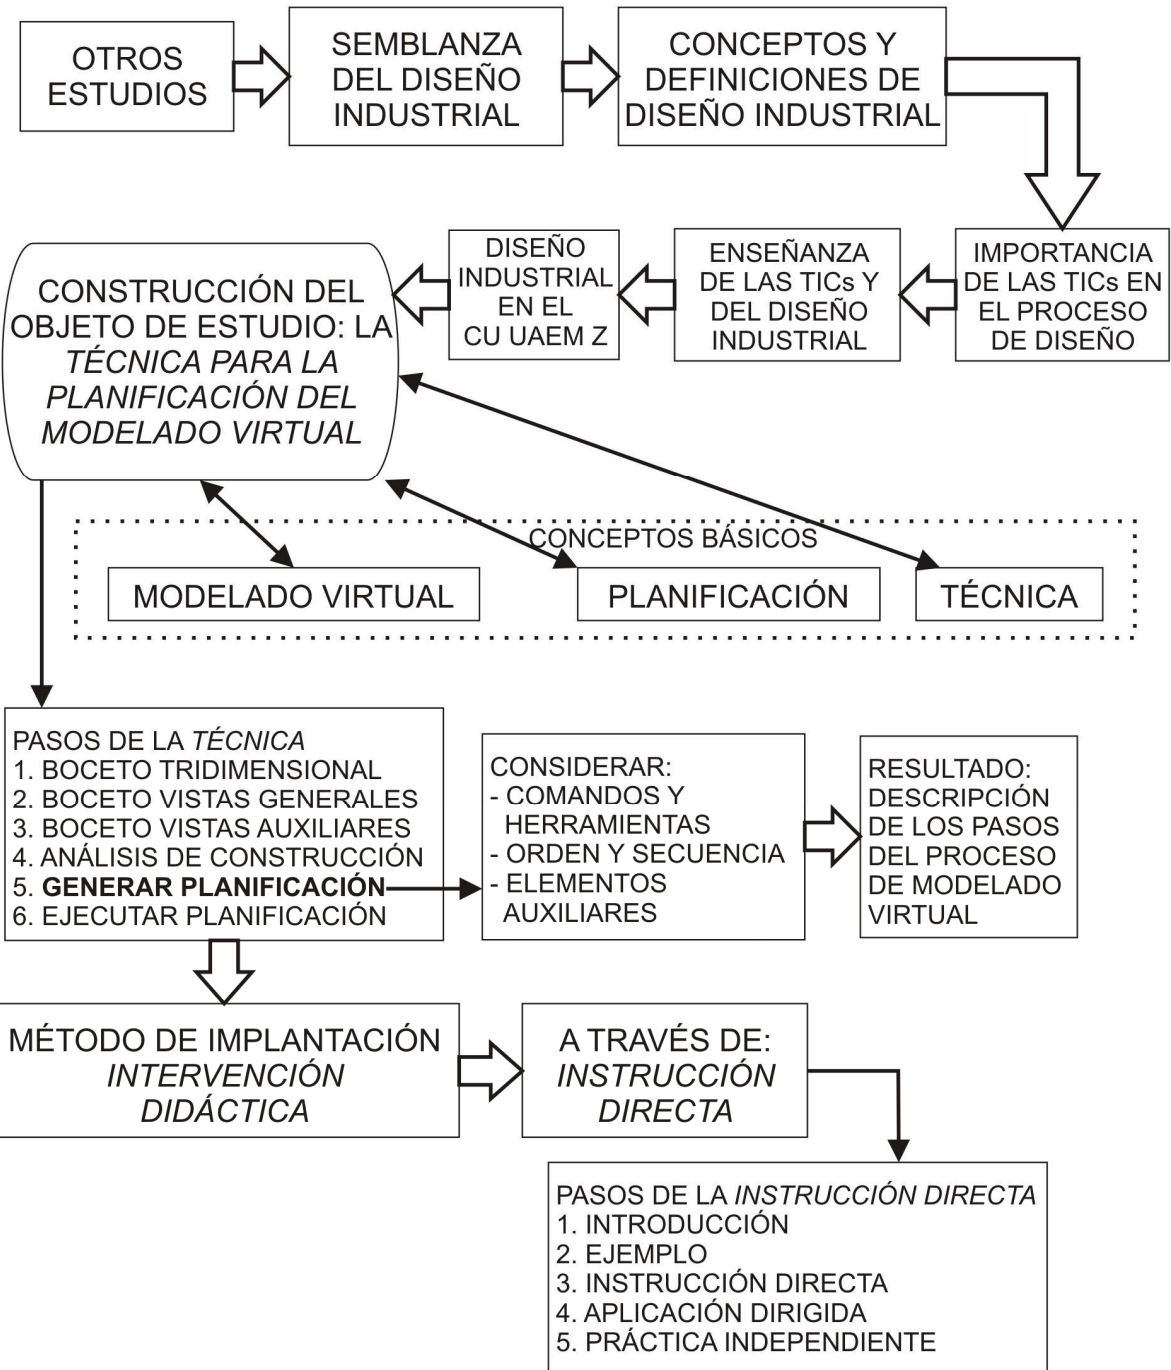 OTROS
ESTUDIOS
SEMBLANZA
DEL DISEÑO
INDUSTRIAL
CONCEPTOS Y
DEFINICIONES DE
DISEÑO INDUSTRIAL
IMPORTANCIA
DE LAS TICs EN
EL PROCESO
DE DISEÑO
ENSEÑANZA
DE LAS TICs Y
DEL DISEÑO
INDUSTRIAL
DISEÑO
INDUSTRIAL
EN EL
CU UAEM Z
CONSTRUCCIÓN DEL
OBJETO DE ESTUDIO: LA
TÉCNICA PARA LA
PLANIFICACIÓN DEL
MODELADO VIRTUAL
CONCEPTOS BÁSICOS
MODELADO VIRTUAL
PLANIFICACIÓN
TÉCNICA
PASOS DE LA TÉCNICA
1. BOCETO TRIDIMENSIONAL
2. BOCETO VISTAS GENERALES
3. BOCETO VISTAS AUXILIARES
4. ANÁLISIS DE CONSTRUCCIÓN
5. GENERAR PLANIFICACIÓN
6. EJECUTAR PLANIFICACIÓN
CONSIDERAR:
- COMANDOS Y
HERRAMIENTAS
- ORDEN Y SECUENCIA
- ELEMENTOS
AUXILIARES
RESULTADO:
DESCRIPCIÓN
DE LOS PASOS
DEL PROCESO
DE MODELADO
VIRTUAL
MÉTODO DE IMPLANTACIÓN
INTERVENCIÓN
DIDÁCTICA
A TRAVÉS DE:
INSTRUCCIÓN
DIRECTA
PASOS DE LA INSTRUCCIÓN DIRECTA
1. INTRODUCCIÓN
2. EJEMPLO
3. INSTRUCCIÓN DIRECTA
4. APLICACIÓN DIRIGIDA
5. PRÁCTICA INDEPENDIENTE